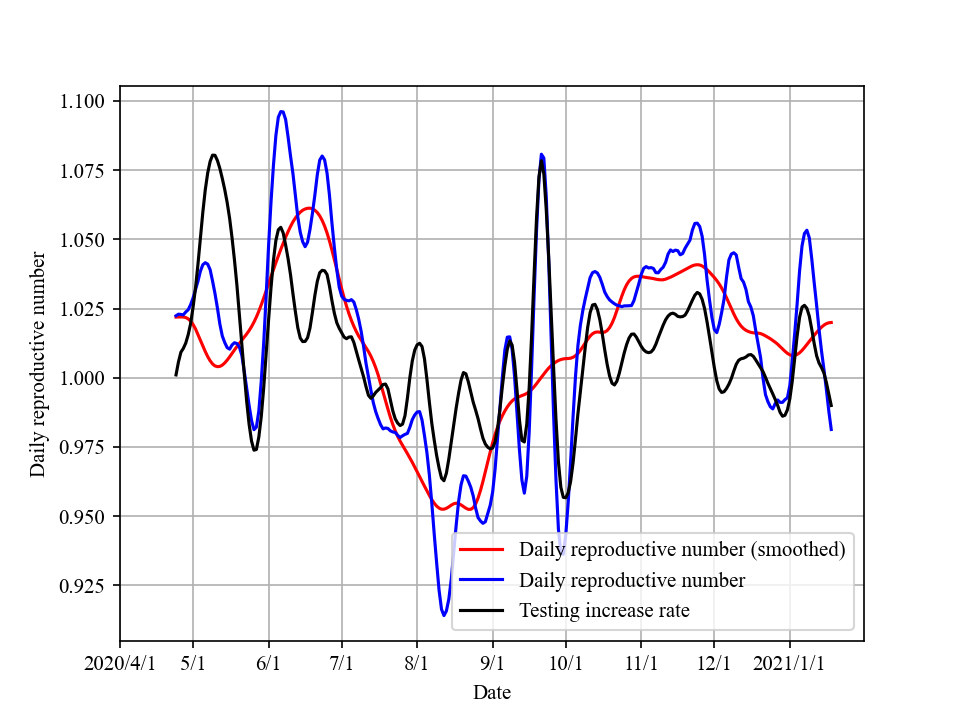 1.100
1.075
1.050
1.025
1.000
0.975
0.950
0.925
Daily reproductive number
Daily reproductive number (smoothed)
Daily reproductive number
Testing increase rate
2020/4/1 5/1 6/1 7/1 8/1 9/1 10/1 11/1 12/1 2021/1/1
Date